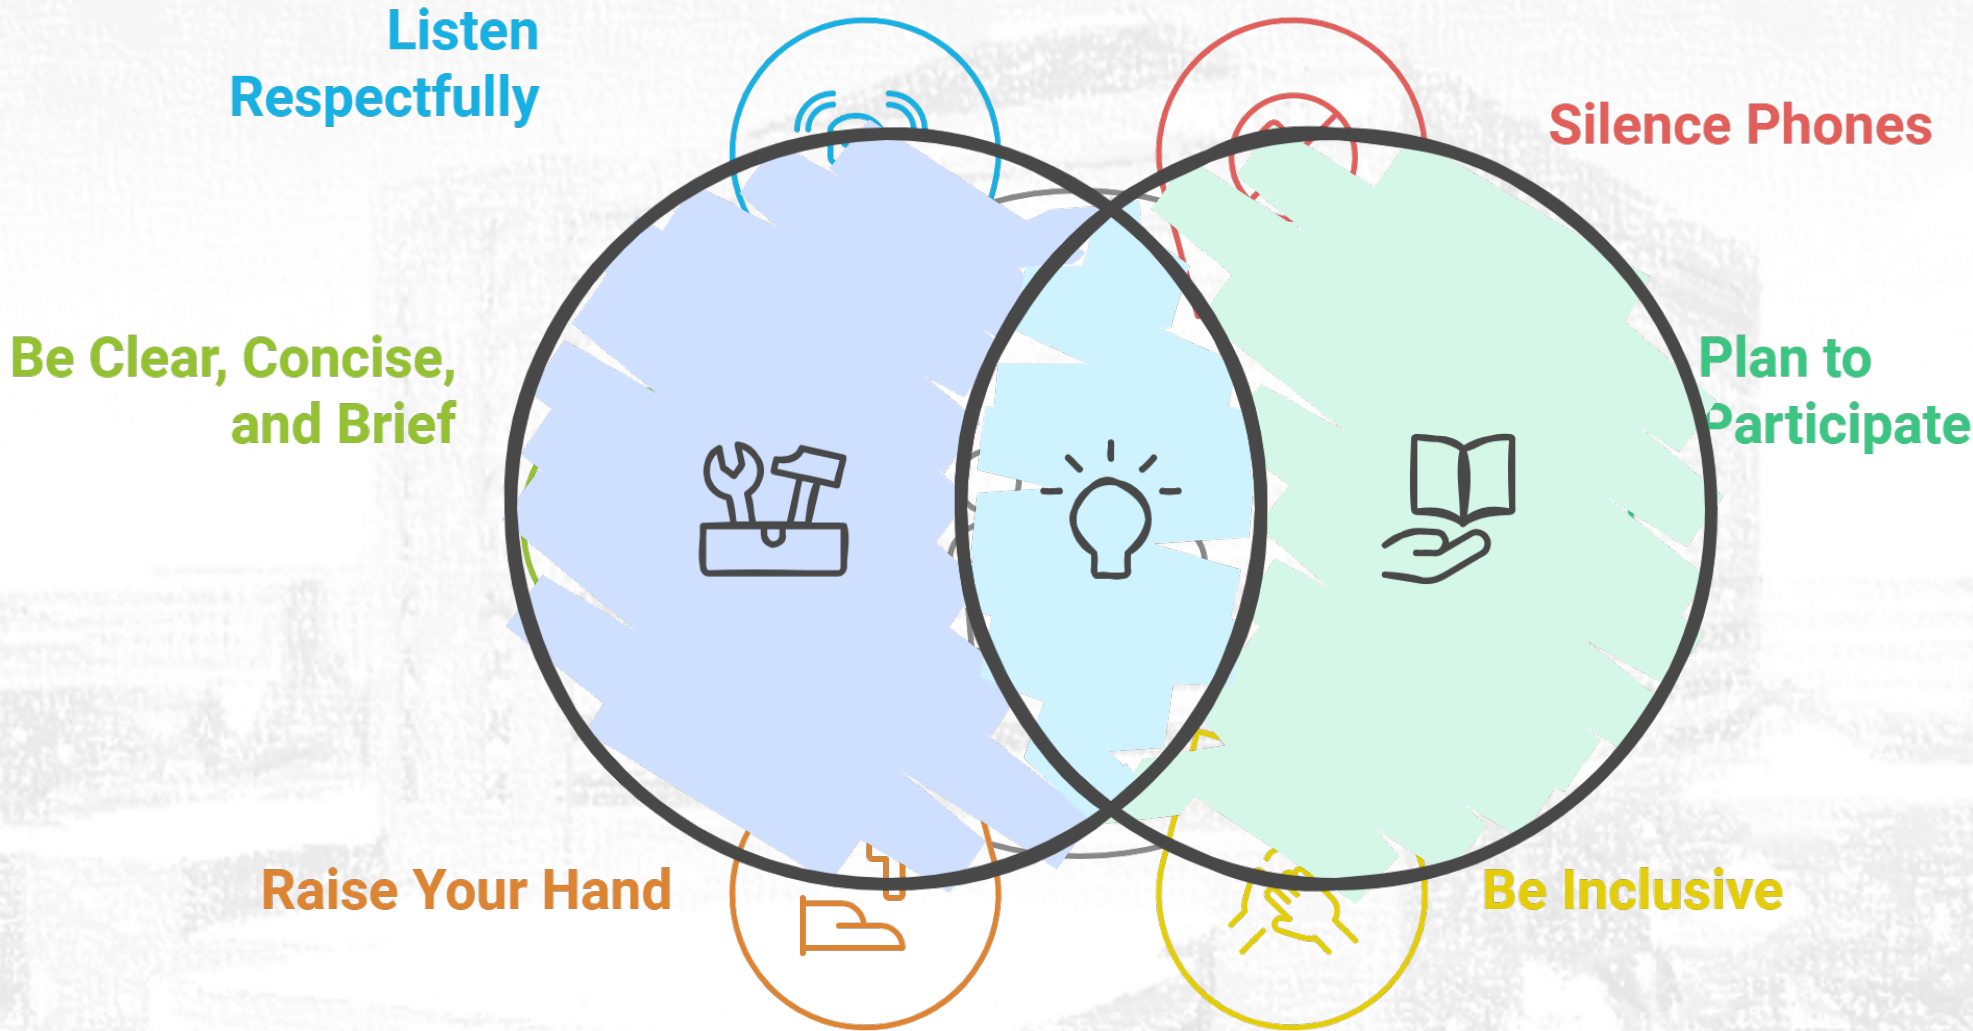 Listen
Respectfully
Silence Phones
Be Clear, Concise,
and Brief
Plan to
Participate
Raise Your Hand
Be Inclusive